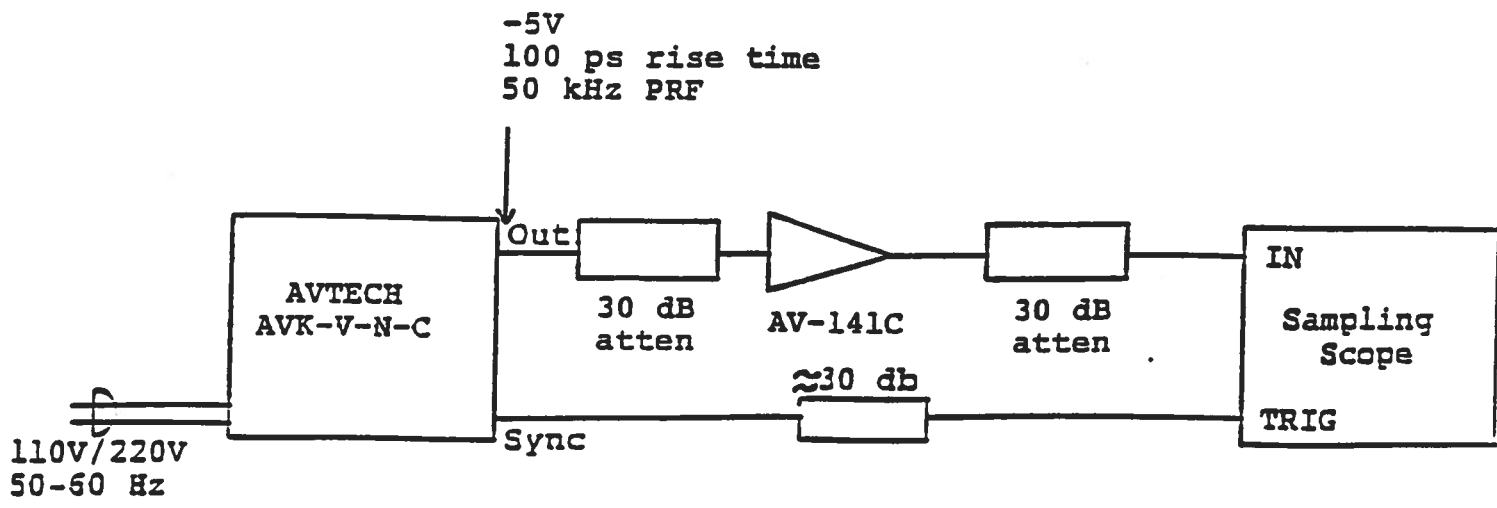 -5V
100 ps rise time
50 kHz PRF
Out
AVTECH
AVK-V-N-C
30 dB
atten
AV-141C
30 dB
atten
IN
Sampling
Scope
≈30 db
TRIG
Sync
110V/220V
50-60 Hz